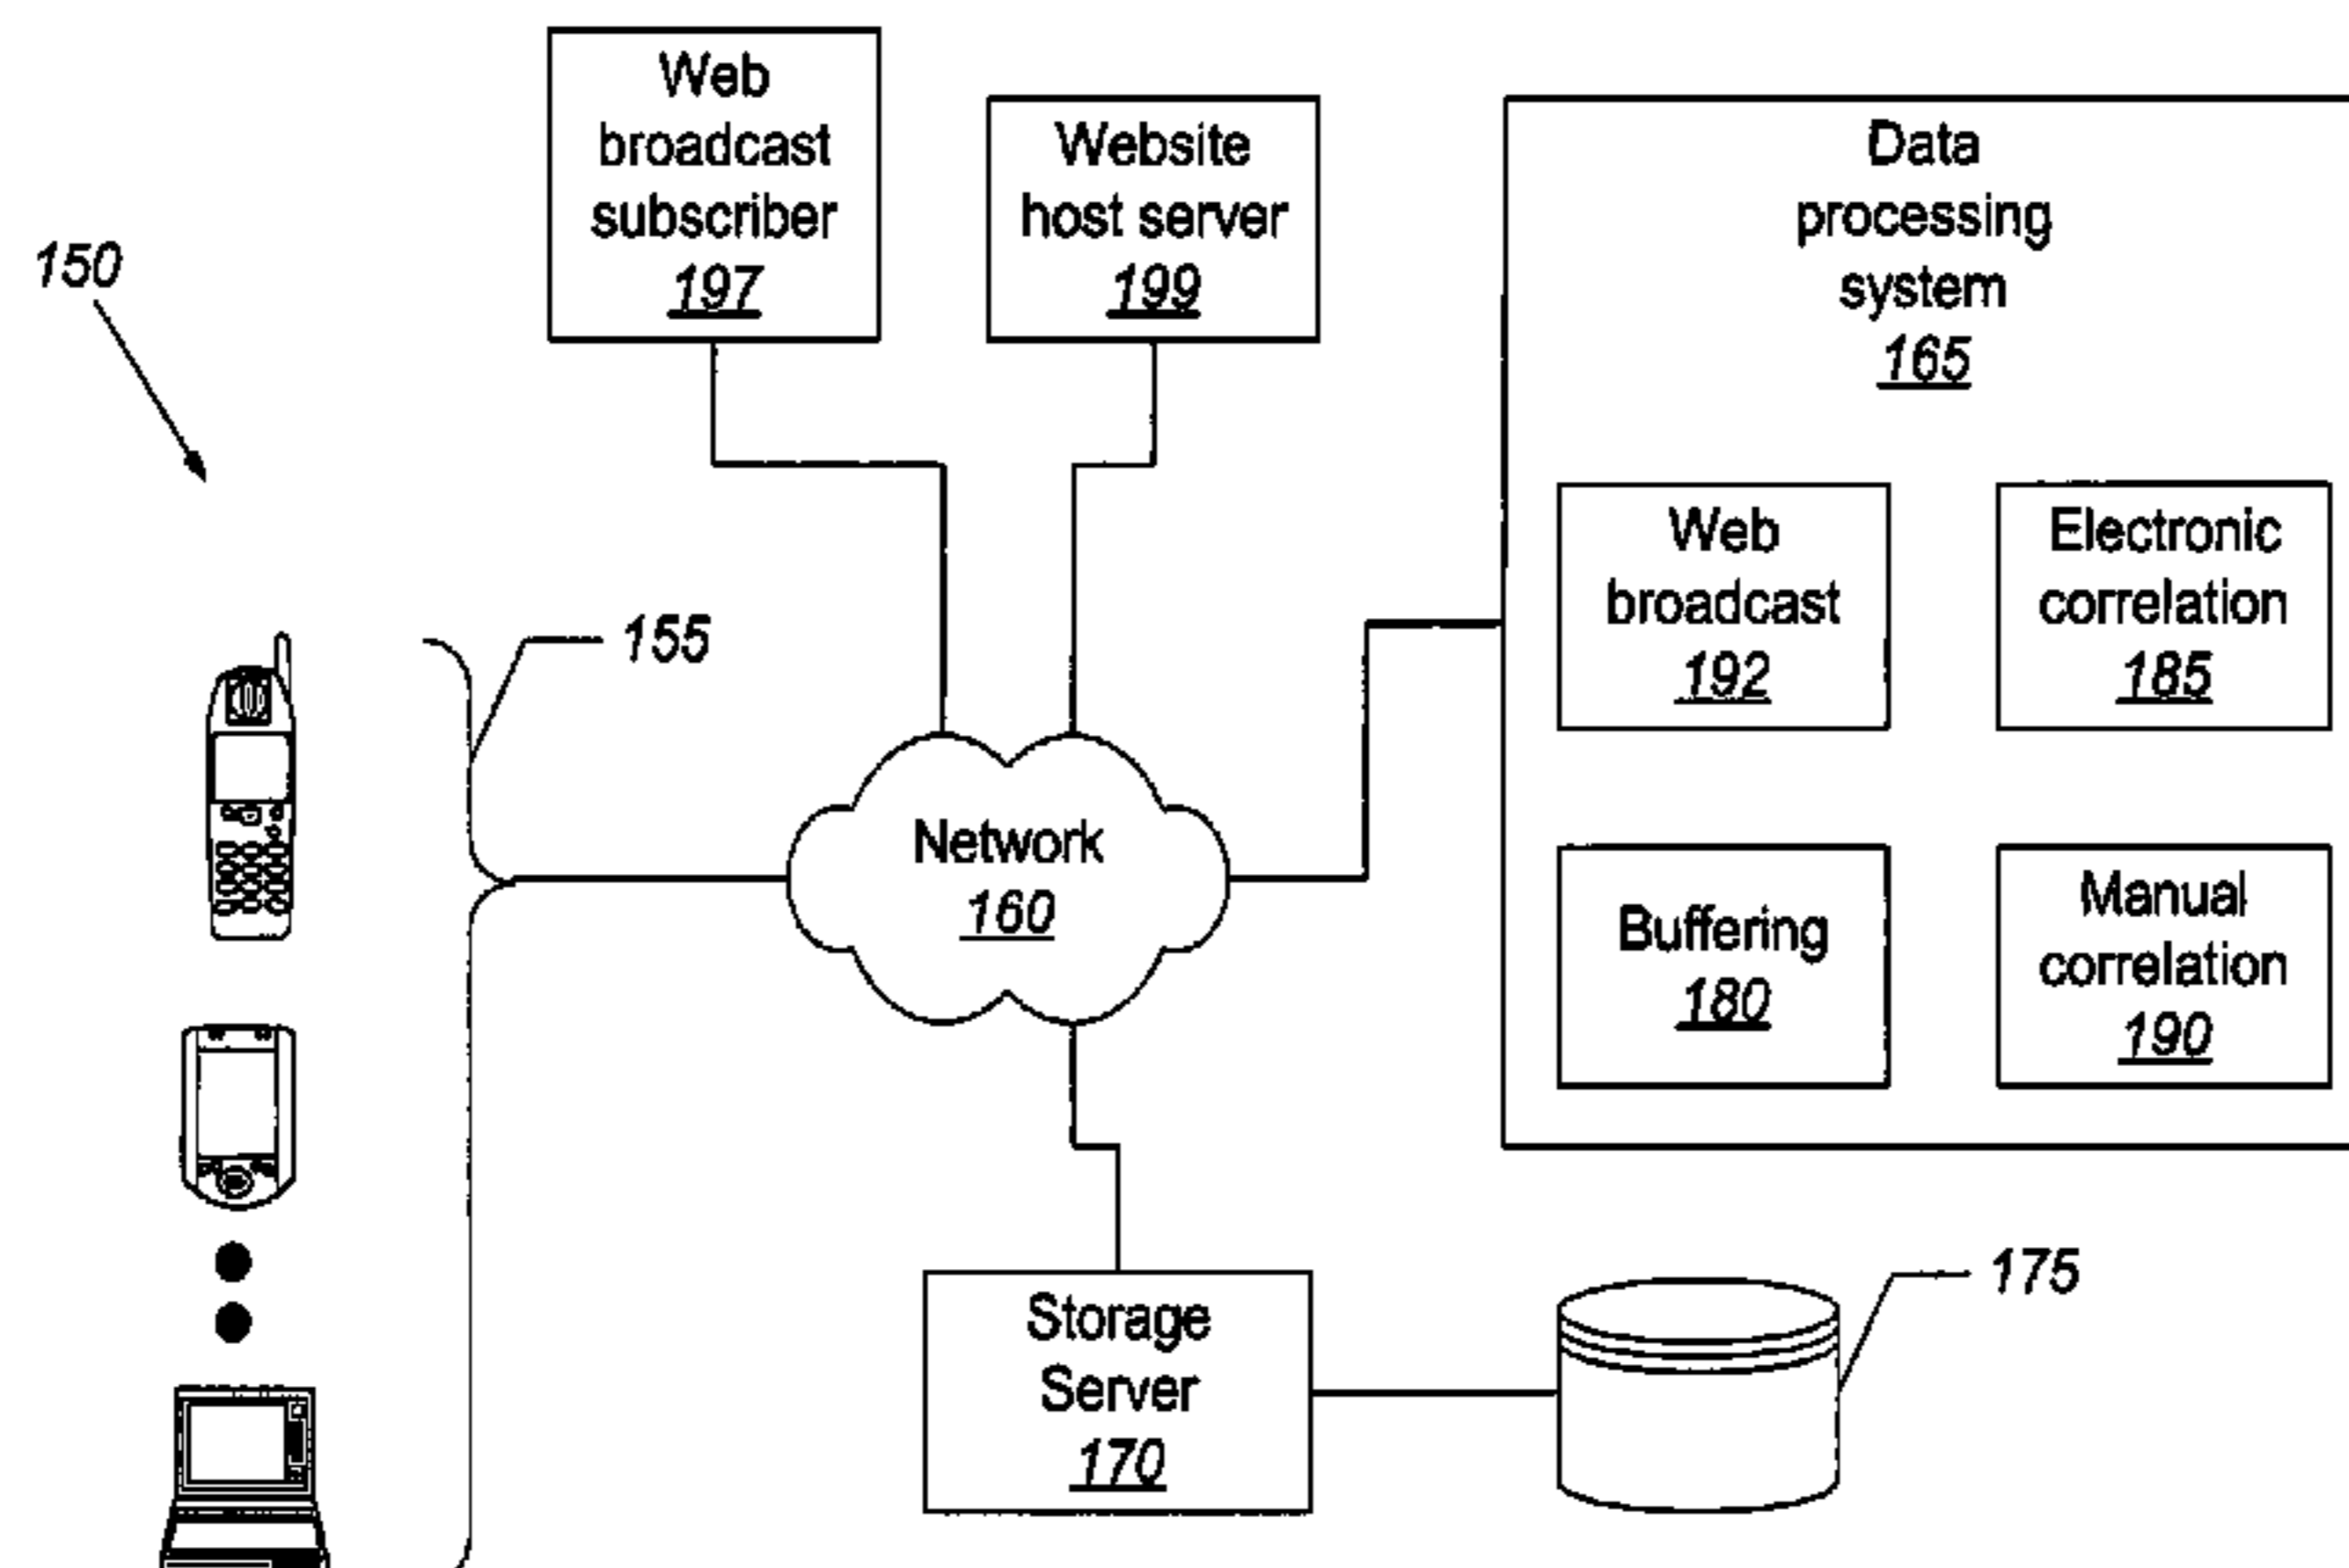 Web
broadcast
subscriber
197
Website
host server
199
Data
processing
system
165
150
155
Web
broadcast
192
Electronic
correlation
185
Network
160
Buffering
180
Manual
correlation
190
Storage
Server
170
175